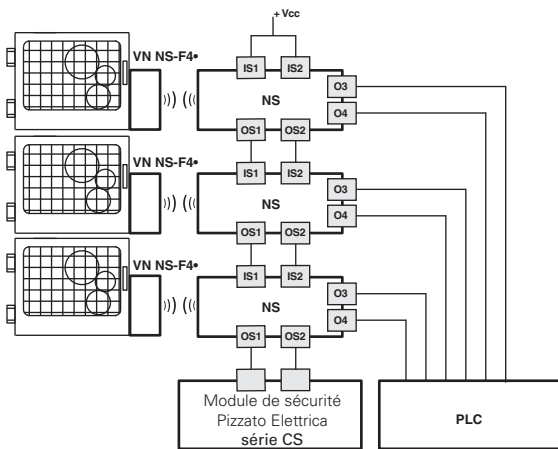 + Vcc
VN NS-F4•
IS1 IS2
NS
O3
O4
OS1 OS2
VN NS-F4•
IS1 IS2
NS
O3
O4
OS1 OS2
VN NS-F4•
IS1 IS2
NS
O3
O4
OS1 OS2
Module de sécurité
Pizzato Elettrica
série CS
PLC